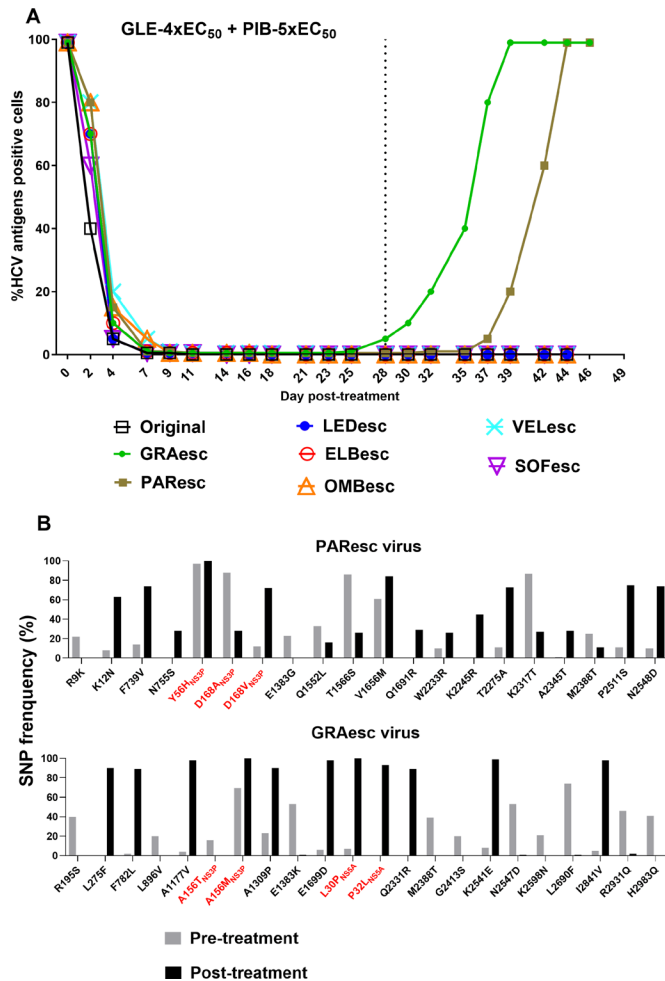 A
GLE-4xEC50 + PIB-5xEC50
%HCV antigens positive cells
100
80
60
40
20
0
0 2 4 7 9 11 14 16 18 21 23 25 28 30 32 35 37 39 42 44 46 49
Day post-treatment
Original LEDesc VELesc
GRAesc ELBesc SOFesc
PAResc OMBesc
B
SNP frenquency (%)
PAResc virus
100
80
60
40
20
0
R9K K12N F739V N755S Y56HNS3P D168ANS3P D168VNS3P E1383G Q1552L T1566S V1656M Q1691R W2233R K2245R T2275A K2317T A2345T M2388T P2511S N2548D
GRAesc virus
100
80
60
40
20
0
R195S L275F F782L L896V A1177V A156TNS3P A156MNS3P A1309P E1383K E1699D L30PNS5A P32LNS5A Q2331R M2388T G2413S K2541E N2547D K2598N L2690F I2841V R2931Q H2983Q
Pre-treatment
Post-treatment